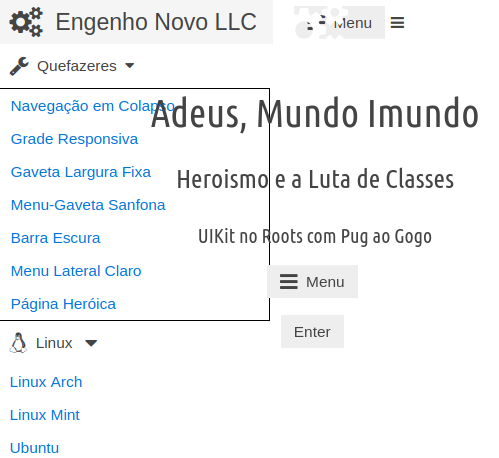 Engenho Novo LLC
Menu
Quefazeres
Navegação em Colapso
Grade Responsiva
Gaveta Largura Fixa
Menu-Gaveta Sanfona
Barra Escura
Menu Lateral Claro
Página Heróica
Linux
Linux Arch
Linux Mint
Ubuntu
Adeus, Mundo Imundo
Heroismo e a Luta de Classes
UIKit no Roots com Pug ao Gogo
Menu
Enter